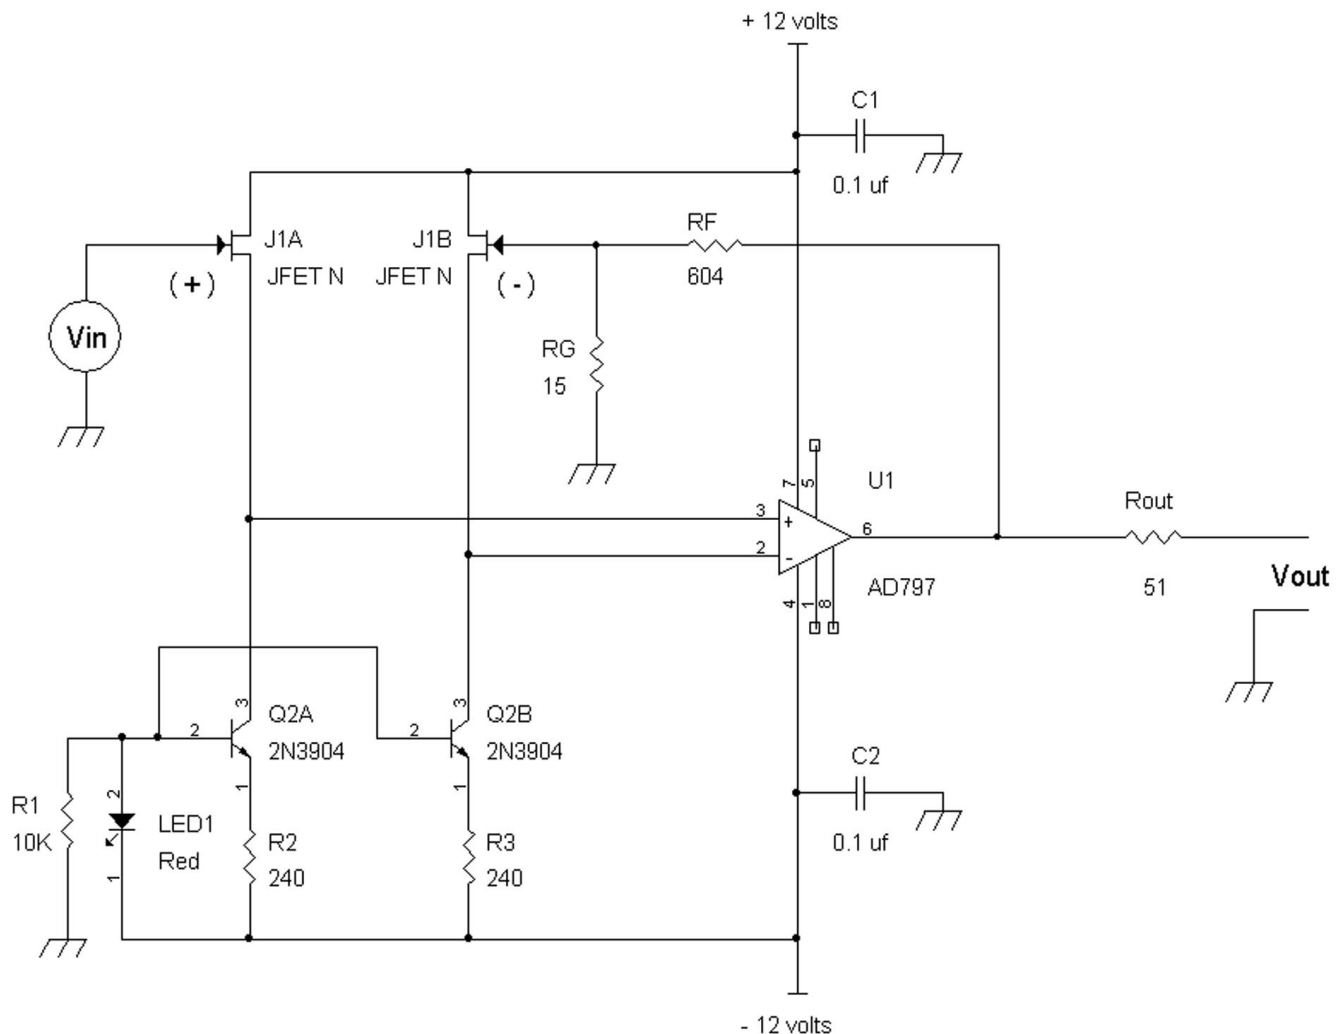 + 12 volts
C1
0.1 uf
J1A
JFET N
(+)
J1B
JFET N
(-)
RF
604
Vin
RG
15
7
5
U1
3
+
2
-
6
4
1
8
AD797
Rout
51
Vout
3
Q2A
2
2N3904
1
3
Q2B
2
2N3904
1
C2
0.1 uf
R1
10K
2
LED1
Red
1
R2
240
R3
240
- 12 volts